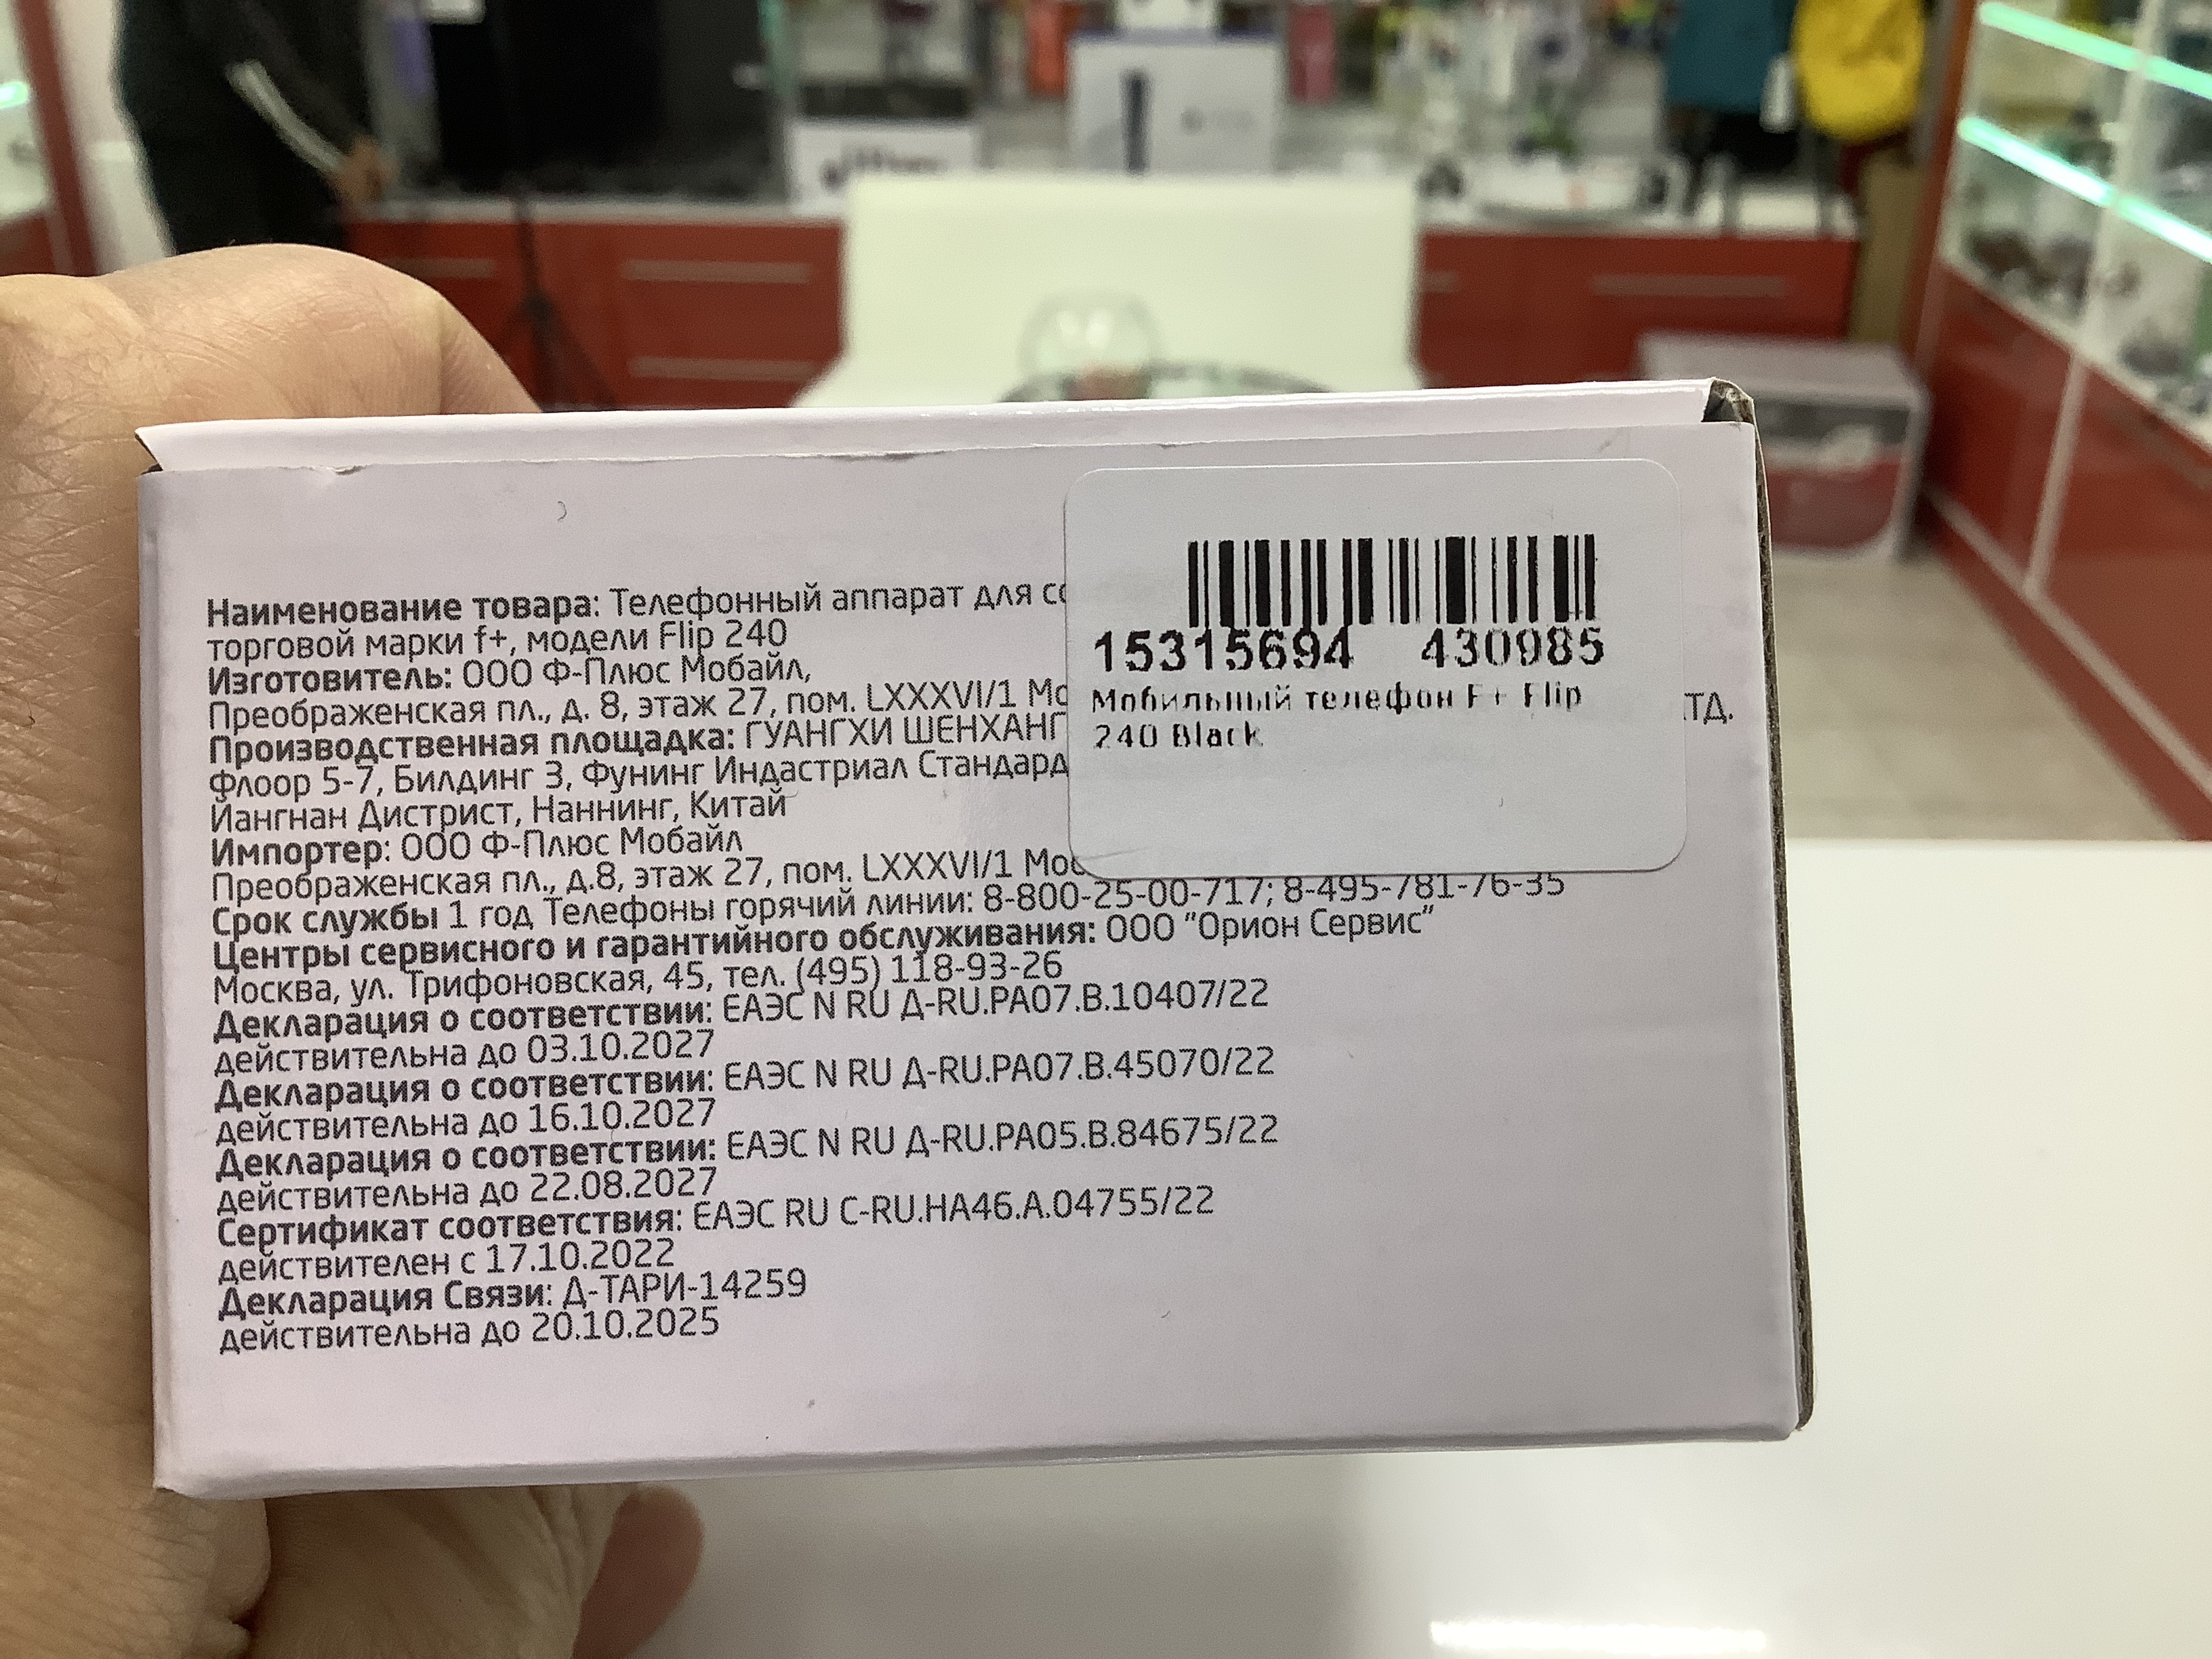 Наименование товара: Телефонный аппарат для
торговой марки f+, модели Flip 240
Изготовитель: ООО Ф-Плюс Мобайл,
Преображенская пл., д. 8, этаж 27, пом. LXXXVI/1
Производственная площадка: ГУАНГХИ ШЕНХАНГ
Флоор 5-7, Билдинг 3, Фунинг Индастриал Стандард
Йангнан Дистрист, Наннинг, Китай
Импортер: ООО Ф-Плюс Мобайл
Преображенская пл., д.8, этаж 27, пом. LXXXVI/1
Срок службы 1 год Телефоны горячий линии: 8-800-25-00-717; 8-495-781-76-35
Центры сервисного и гарантийного обслуживания: ООО "Орион Сервис"
Москва, ул. Трифоновская, 45, тел. (495) 118-93-26
Декларация о соответствии: ЕАЭС N RU Д-RU.РА07.В.10407/22
действительна до 03.10.2027
Декларация о соответствии: ЕАЭС N RU Д-RU.РА07.В.45070/22
действительна до 16.10.2027
Декларация о соответствии: ЕАЭС N RU Д-RU.РА05.В.84675/22
действительна до 22.08.2027
Сертификат соответствия: ЕАЭС RU С-RU.НА46.А.04755/22
действителен с 17.10.2022
Декларация Связи: Д-ТАРИ-14259
действительна до 20.10.2025
15315694 430985
Мобильный телефон F+ Flip
240 Black